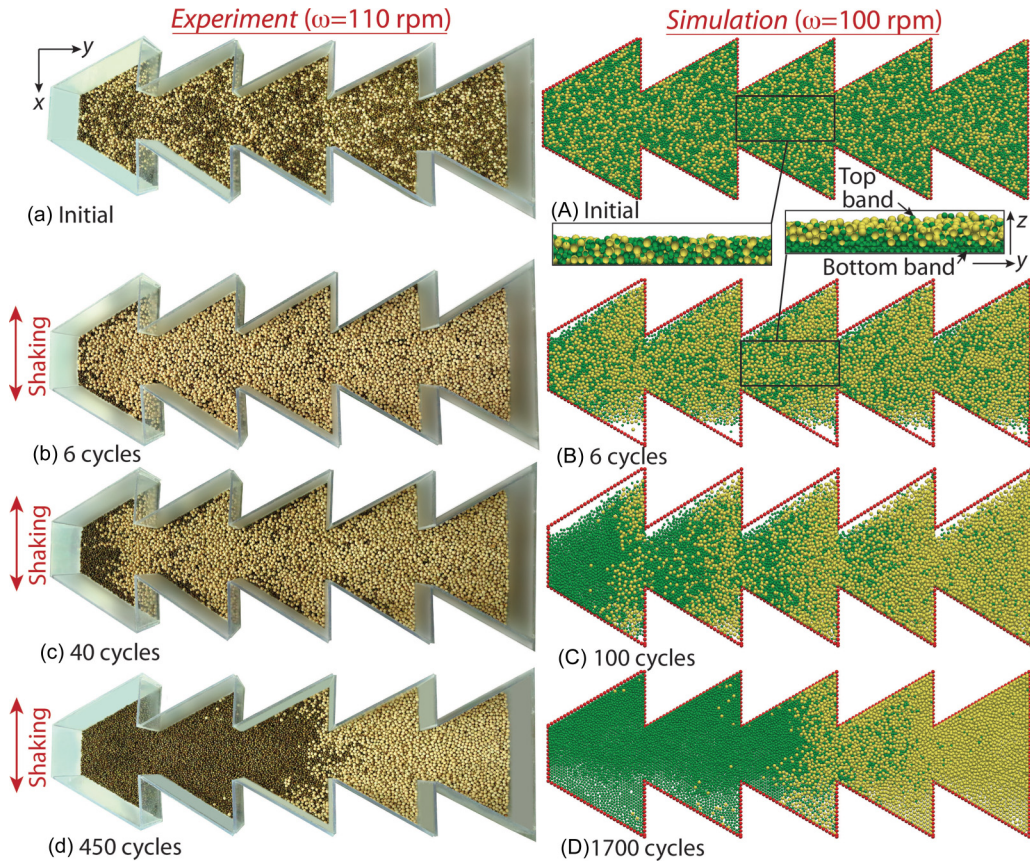 Experiment (ω=110 rpm)
y
x
(a) Initial
Shaking
(b) 6 cycles
Shaking
(c) 40 cycles
Shaking
(d) 450 cycles
Simulation (ω=100 rpm)
(A) Initial
Top
band
z
Bottom band
y
(B) 6 cycles
(C) 100 cycles
(D)1700 cycles